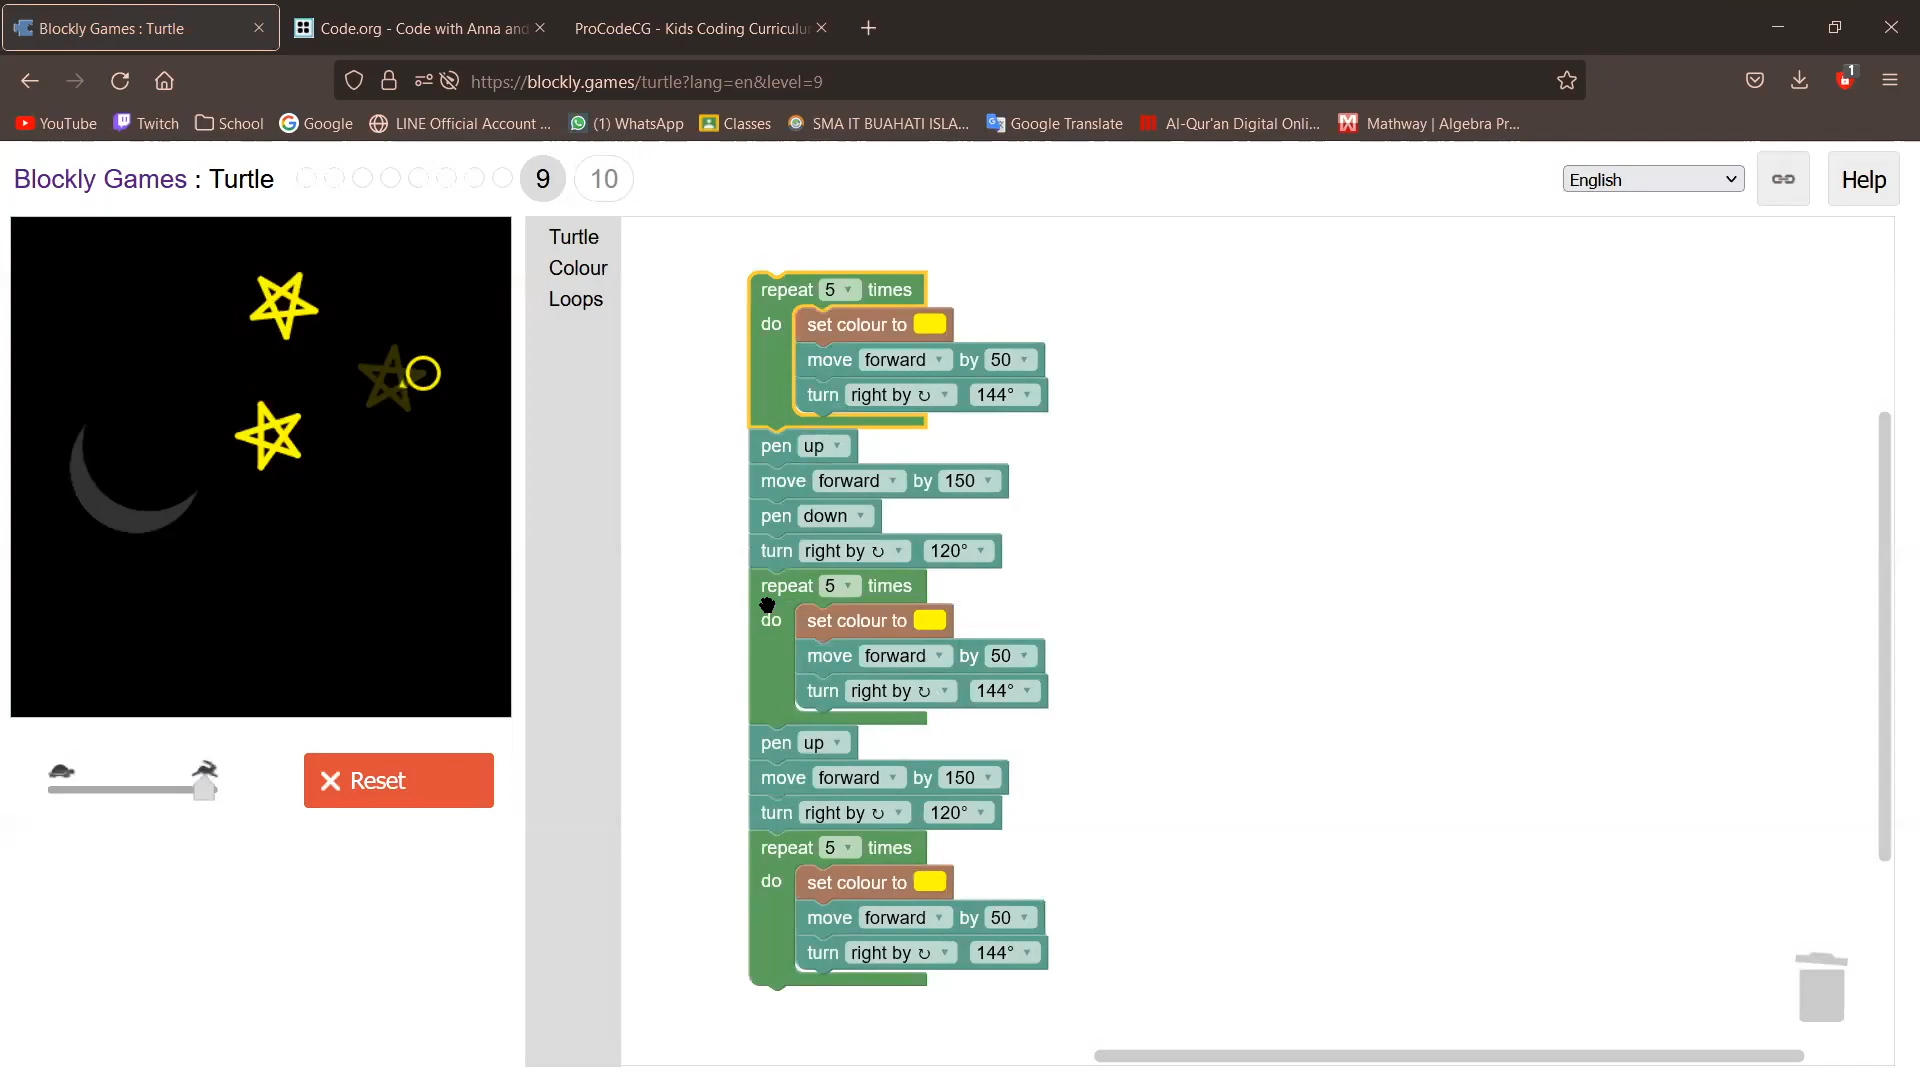 Blockly Games : Turtle
Code.org - Code with Anna and
ProCodeCG - Kids Coding Curriculu
https://blockly.games/turtle?lang=en&level=9
1
YouTube
Twitch
School
Google
LINE Official Account ...
(1) WhatsApp
Classes
SMA IT BUAHATI ISLA...
Google Translate
Al-Qur'an Digital Onli...
Mathway | Algebra Pr...
Blockly Games : Turtle
9
10
English
Help
Turtle
Colour
Loops
repeat 5 times
do set colour to
move forward by 50
turn right by ↻ 144°
pen up
move forward by 150
pen down
turn right by ↻ 120°
repeat 5 times
do set colour to
move forward by 50
turn right by ↻ 144°
pen up
move forward by 150
turn right by ↻ 120°
repeat 5 times
do set colour to
move forward by 50
turn right by ↻ 144°
Reset